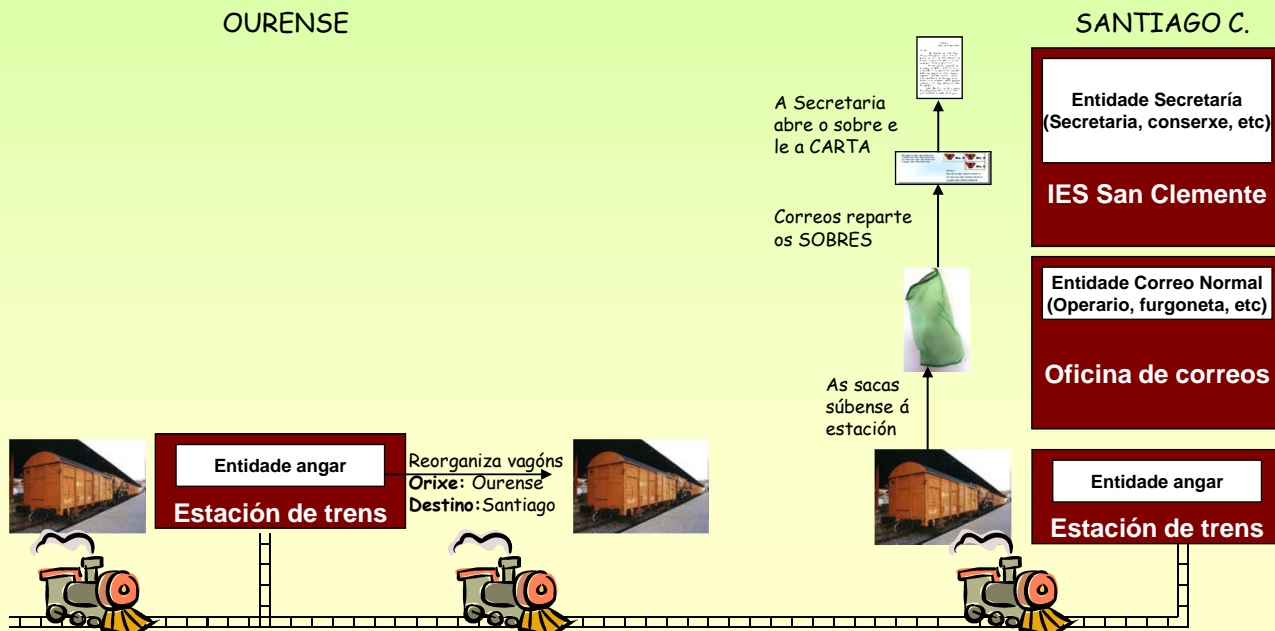 OURENSE
SANTIAGO C.
A Secretaria
abre o sobre e
le a CARTA
Entidade Secretaría
(Secretaria, conserxe, etc)
IES San Clemente
Correos reparte
os SOBRES
Entidade Correo Normal
(Operario, furgoneta, etc)
Oficina de correos
As sacas
súbense á
estación
Entidade angar
Estación de trens
Reorganiza vagóns
Orixe: Ourense
Destino:Santiago
Entidade angar
Estación de trens